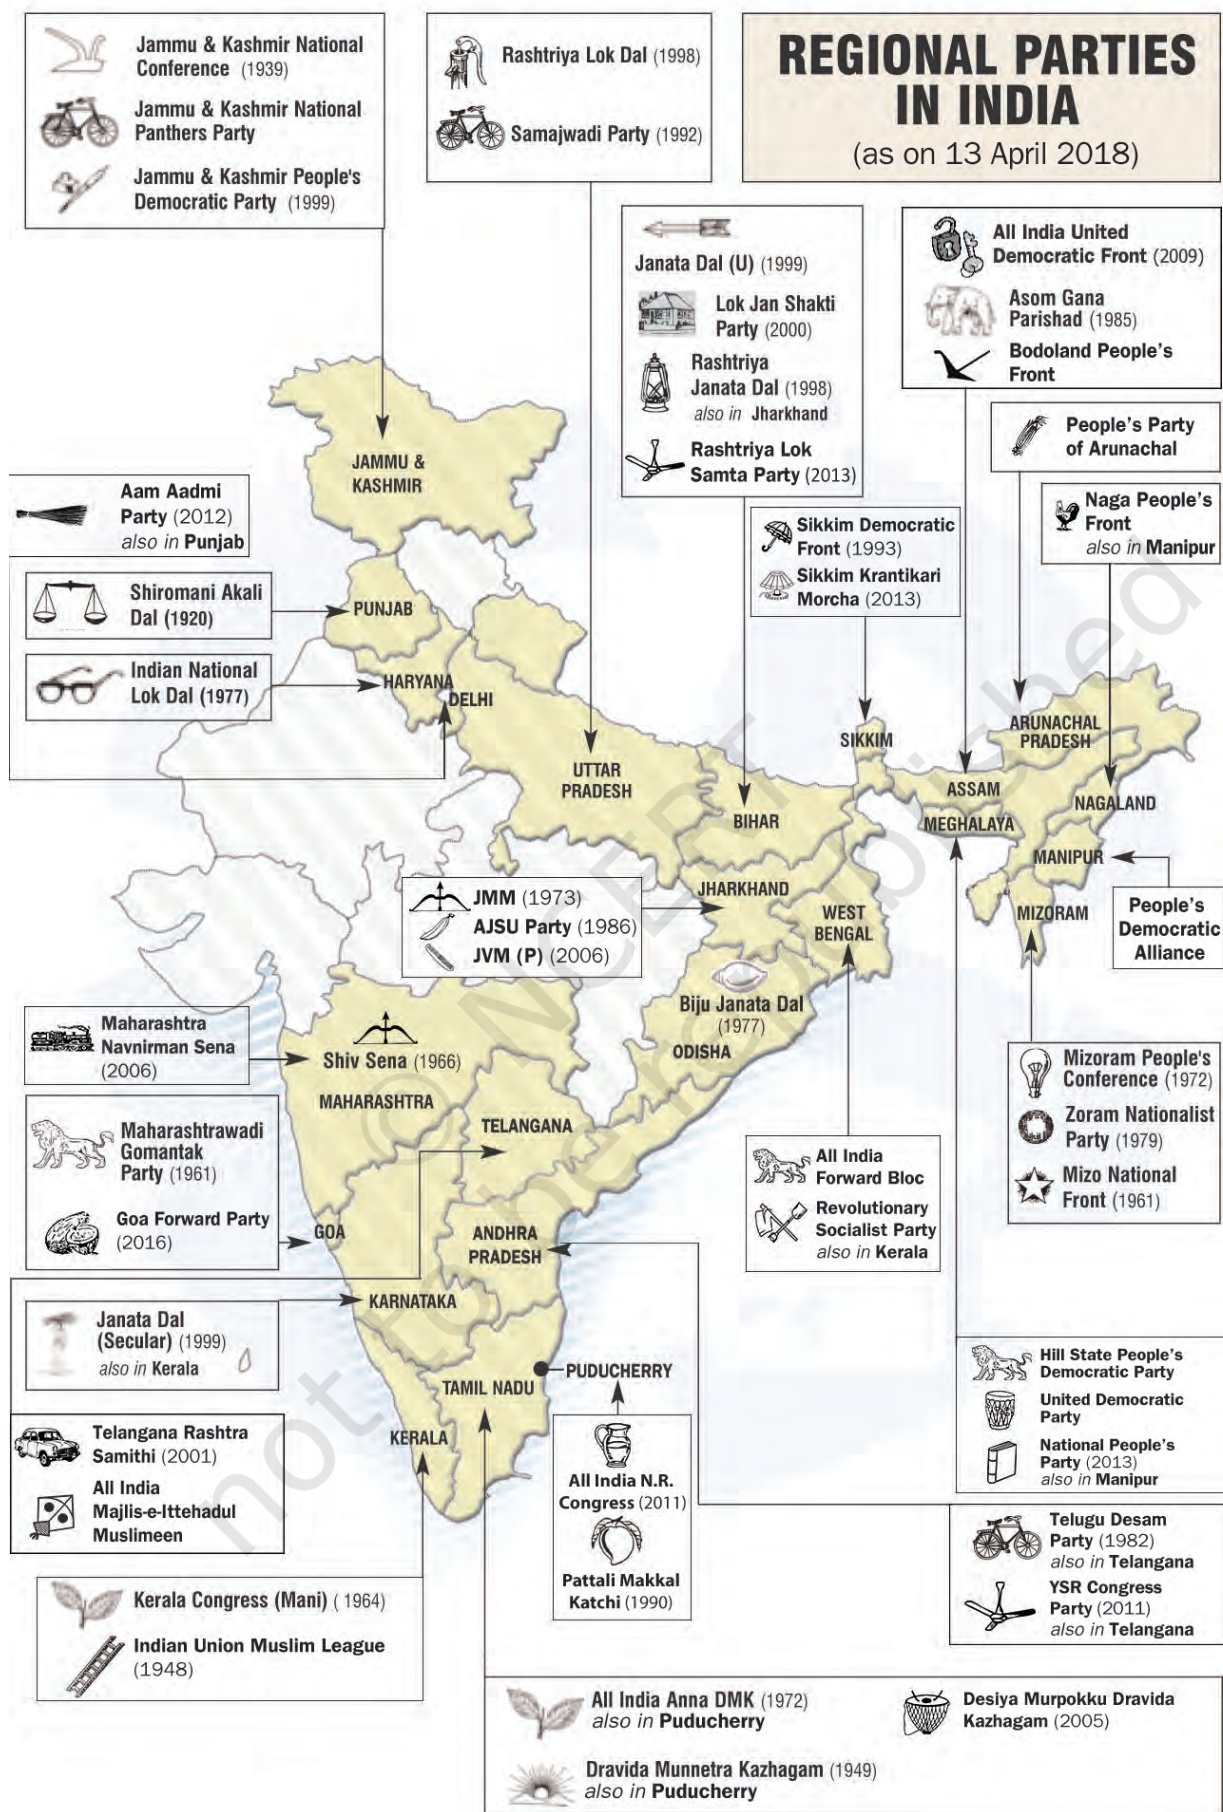 REGIONAL PARTIES
IN INDIA
(as on 13 April 2018)
Jammu & Kashmir National
Conference (1939)
Jammu & Kashmir National
Panthers Party
Jammu & Kashmir People's
Democratic Party (1999)
Rashtriya Lok Dal (1998)
Samajwadi Party (1992)
Janata Dal (U) (1999)
Lok Jan Shakti
Party (2000)
Rashtriya
Janata Dal (1998)
also in Jharkhand
Rashtriya Lok
Samta Party (2013)
All India United
Democratic Front (2009)
Asom Gana
Parishad (1985)
Bodoland People's
Front
People's Party
of Arunachal
Naga People's
Front
also in Manipur
Sikkim Democratic
Front (1993)
Sikkim Krantikari
Morcha (2013)
Aam Aadmi
Party (2012)
also in Punjab
Shiromani Akali
Dal (1920)
Indian National
Lok Dal (1977)
JAMMU &
KASHMIR
PUNJAB
HARYANA
DELHI
UTTAR
PRADESH
BIHAR
SIKKIM
ARUNACHAL
PRADESH
ASSAM
NAGALAND
MEGHALAYA
MANIPUR
MIZORAM
JHARKHAND
WEST
BENGAL
JMM (1973)
AJSU Party (1986)
JVM (P) (2006)
People's
Democratic
Alliance
Biju Janata Dal
(1977)
ODISHA
Maharashtra
Navnirman Sena
(2006)
Shiv Sena (1966)
MAHARASHTRA
TELANGANA
Mizoram People's
Conference (1972)
Zoram Nationalist
Party (1979)
Mizo National
Front (1961)
Maharashtrawadi
Gomantak
Party (1961)
Goa Forward Party
(2016)
GOA
ANDHRA
PRADESH
All India
Forward Bloc
Revolutionary
Socialist Party
also in Kerala
KARNATAKA
Janata Dal
(Secular) (1999)
also in Kerala
PUDUCHERRY
TAMIL NADU
KERALA
Hill State People's
Democratic Party
United Democratic
Party
National People's
Party (2013)
also in Manipur
Telangana Rashtra
Samithi (2001)
All India
Majlis-e-Ittehadul
Muslimeen
All India N.R.
Congress (2011)
Pattali Makkal
Katchi (1990)
Telugu Desam
Party (1982)
also in Telangana
YSR Congress
Party (2011)
also in Telangana
Kerala Congress (Mani) ( 1964)
Indian Union Muslim League
(1948)
All India Anna DMK (1972)
also in Puducherry
Desiya Murpokku Dravida
Kazhagam (2005)
Dravida Munnetra Kazhagam (1949)
also in Puducherry
© NCERT
not to be republished